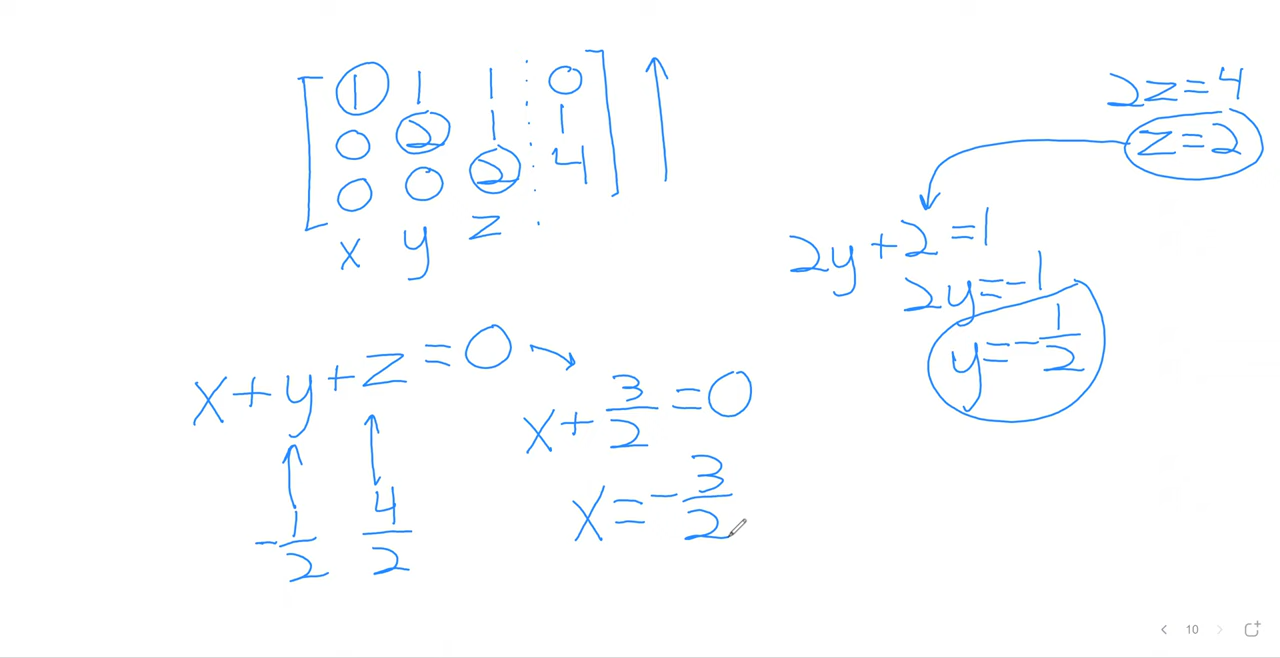 1 1 1 ⋮ 0
0 2 1 ⋮ 1
0 0 2 ⋮ 4
x y z
2z=4
z=2
2y+2=1
2y=-1
y=-1/2
x+y+z=0
-1/2 4/2
x+3/2=0
x=-3/2
10